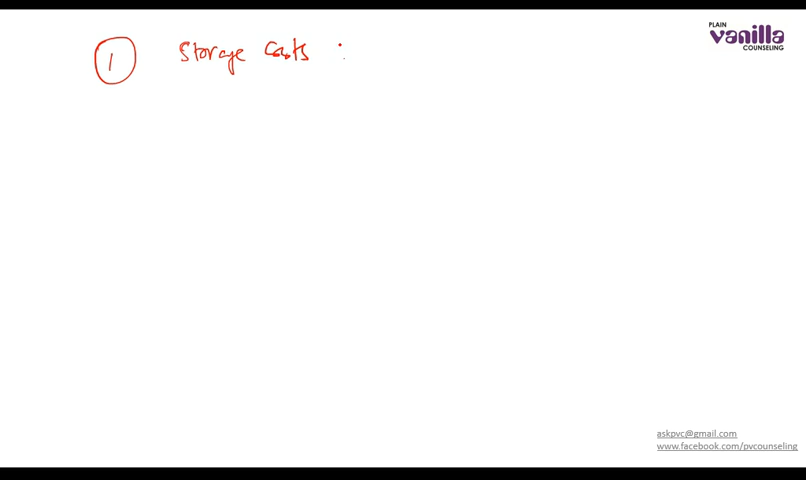 1 Storage Costs :
PLAIN
vanilla
COUNSELING
askpvc@gmail.com
www.facebook.com/pvcounseling